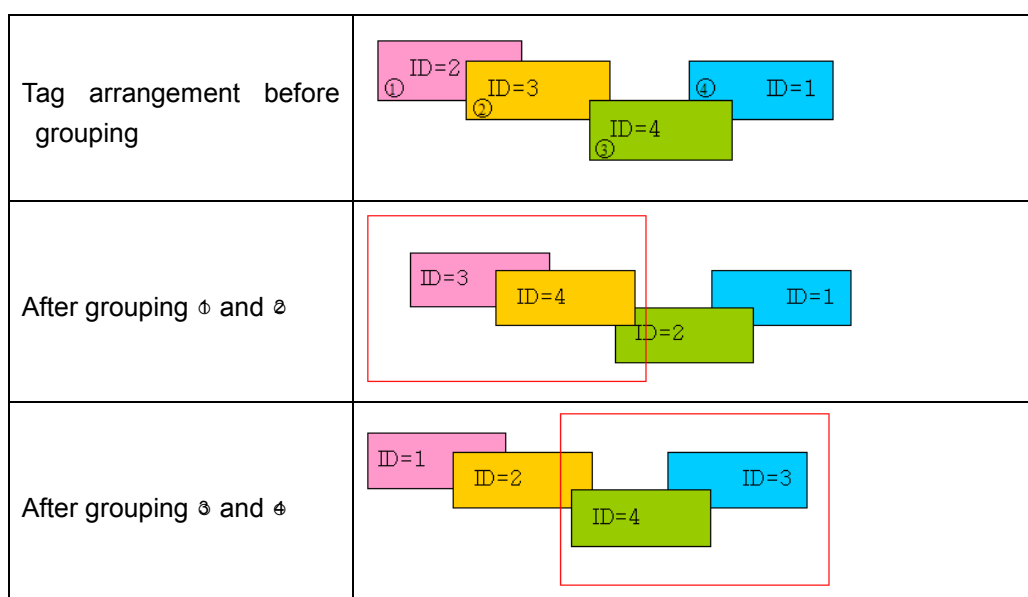 Tag arrangement before
grouping
ID=2
①
ID=3
②
ID=4
③
④ ID=1
After grouping ① and ②
ID=3
ID=4
ID=2
ID=1
After grouping ③ and ④
ID=1
ID=2
ID=4
ID=3